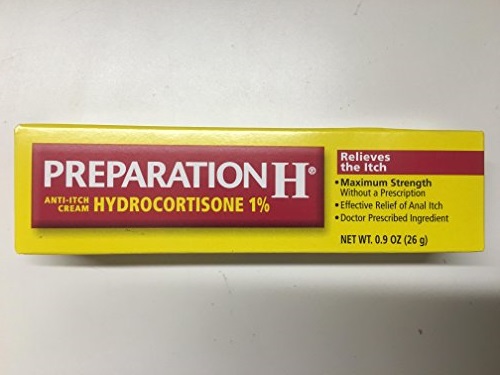 PREPARATION H®
ANTI-ITCH
CREAM HYDROCORTISONE 1%
Relieves
the Itch
• Maximum Strength
Without a Prescription
• Effective Relief of Anal Itch
• Doctor Prescribed Ingredient
NET WT. 0.9 OZ (26 g)